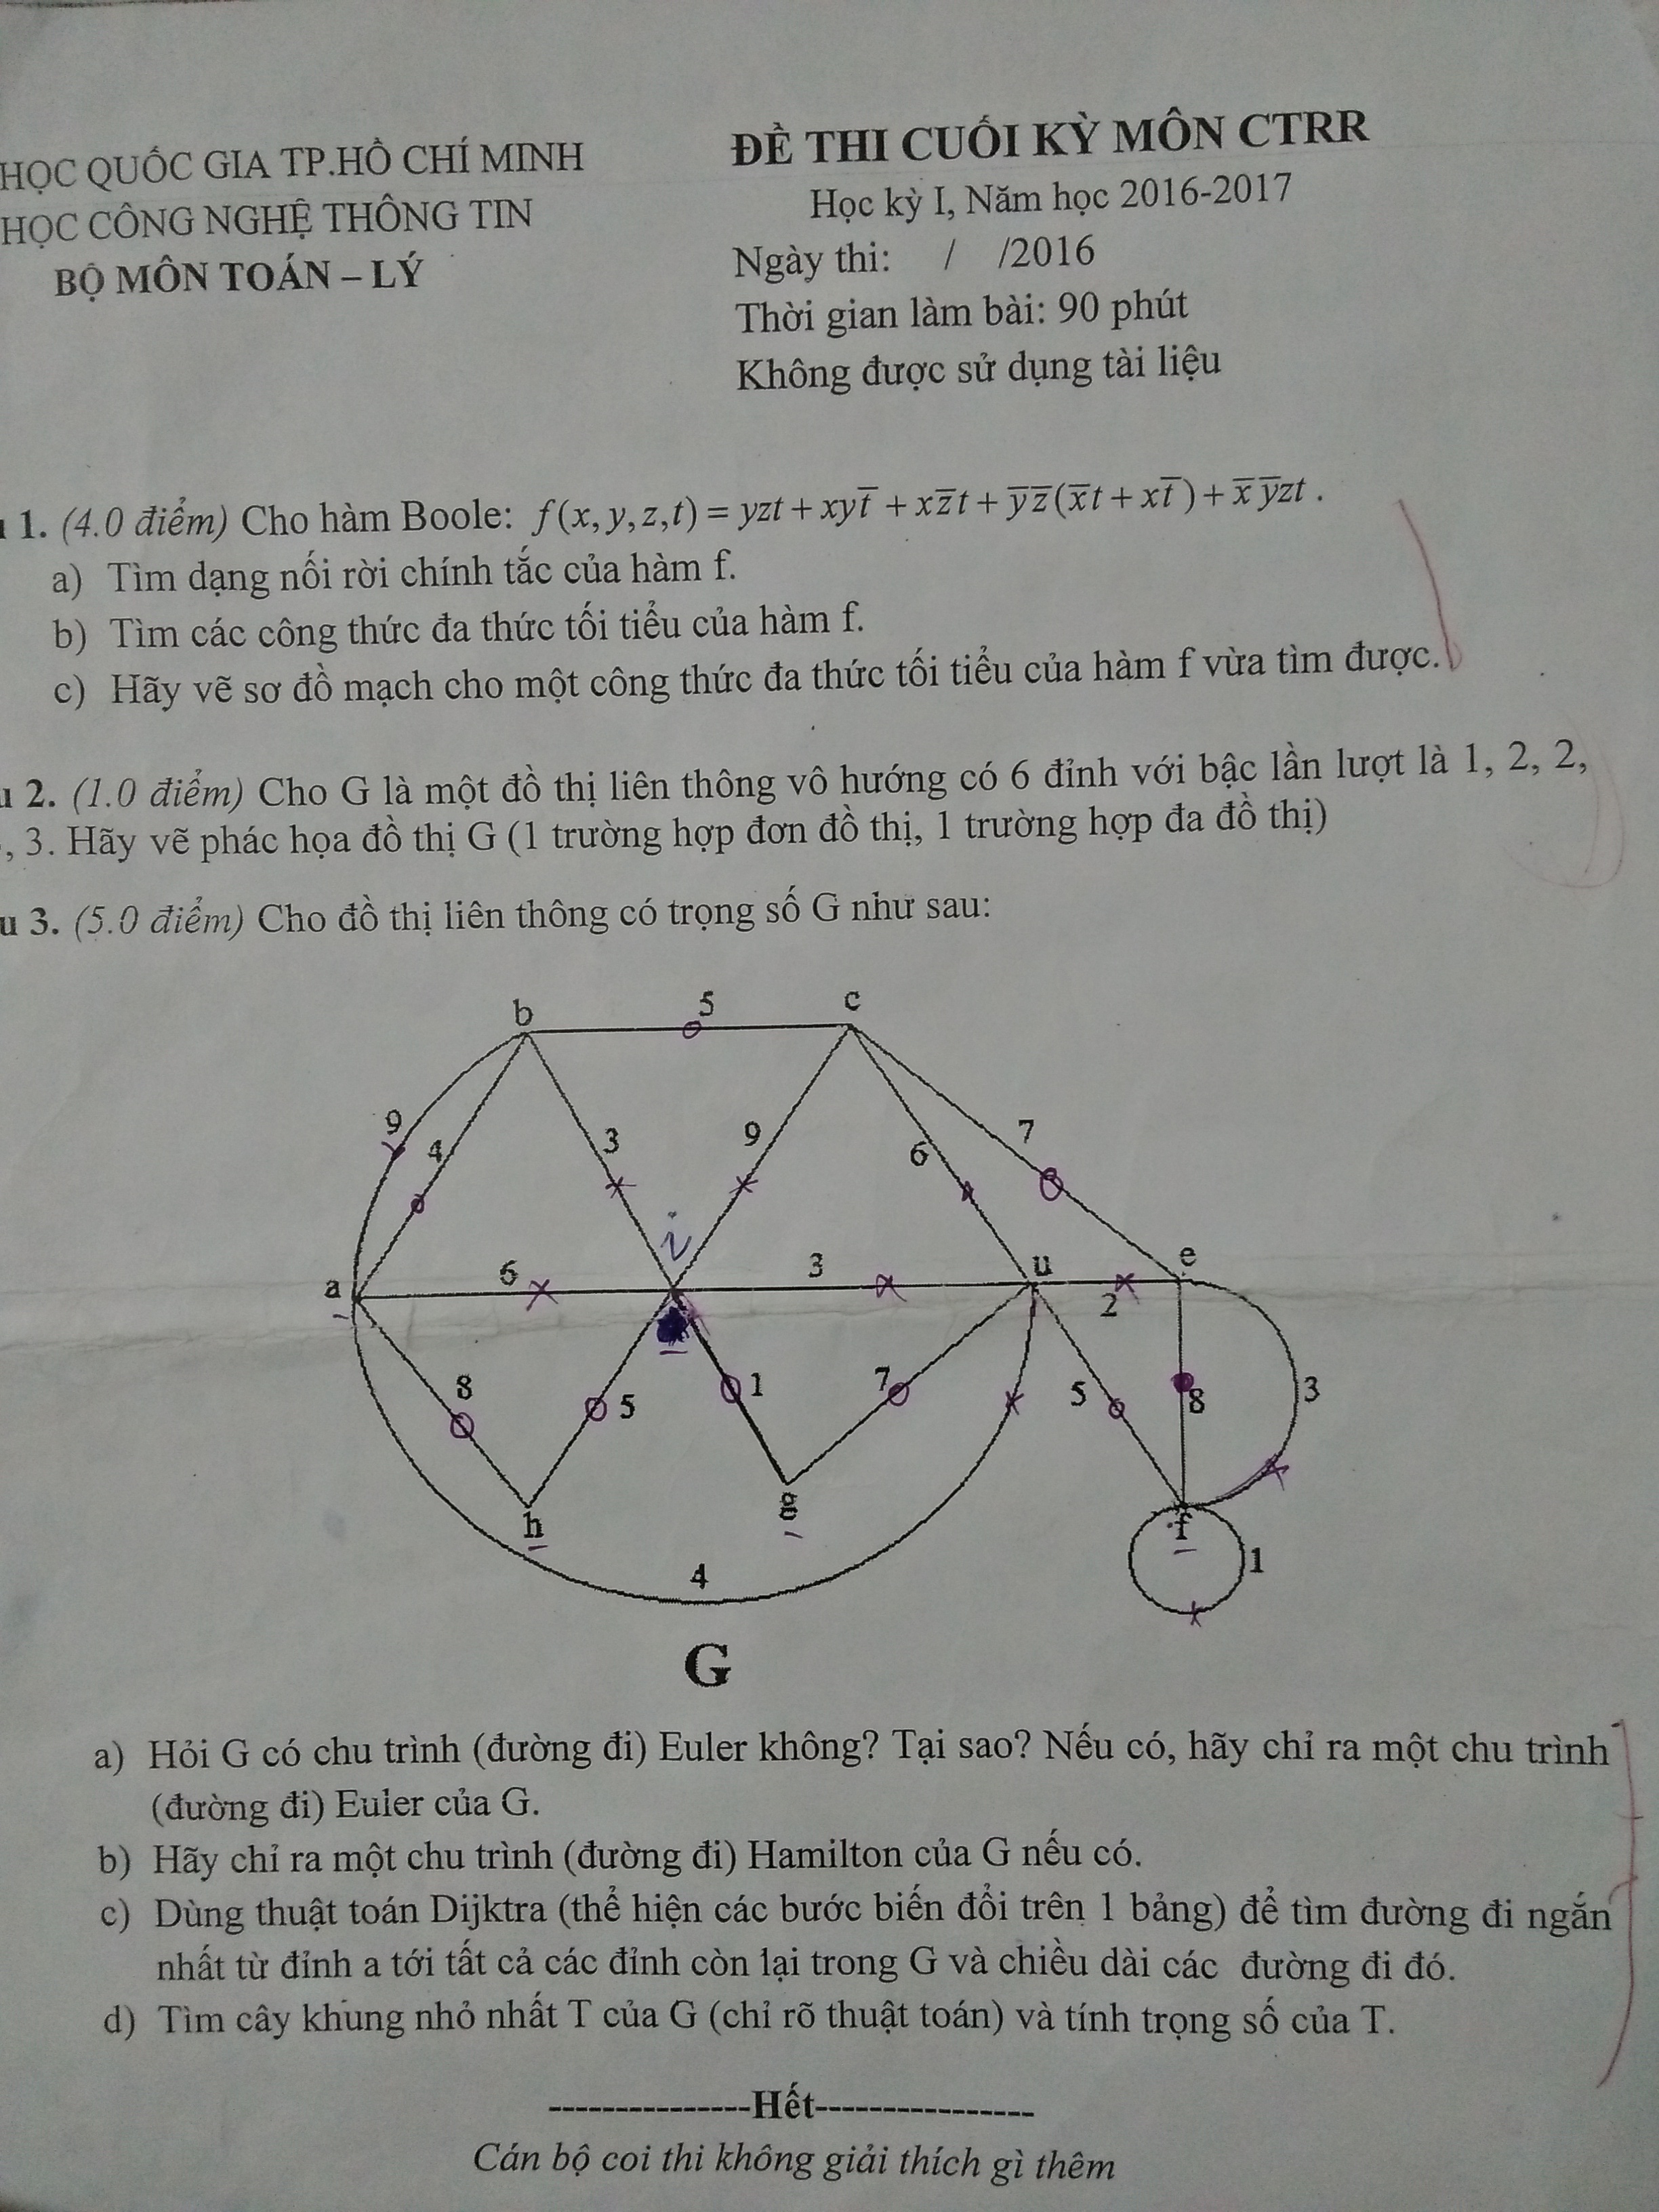 HỌC QUỐC GIA TP.HỒ CHÍ MINH
HỌC CÔNG NGHỆ THÔNG TIN
BỘ MÔN TOÁN – LÝ
ĐỀ THI CUỐI KỲ MÔN CTRR
Học kỳ I, Năm học 2016-2017
Ngày thi: / /2016
Thời gian làm bài: 90 phút
Không được sử dụng tài liệu
u 1. (4.0 điểm) Cho hàm Boole: f(x, y, z, t) = yzt + xyt̅ + xz̅t + y̅z̅(x̅t + xt̅) + x̅y̅zt .
a) Tìm dạng nối rời chính tắc của hàm f.
b) Tìm các công thức đa thức tối tiểu của hàm f.
c) Hãy vẽ sơ đồ mạch cho một công thức đa thức tối tiểu của hàm f vừa tìm được.
u 2. (1.0 điểm) Cho G là một đồ thị liên thông vô hướng có 6 đỉnh với bậc lần lượt là 1, 2, 2,
, 3. Hãy vẽ phác họa đồ thị G (1 trường hợp đơn đồ thị, 1 trường hợp đa đồ thị)
u 3. (5.0 điểm) Cho đồ thị liên thông có trọng số G như sau:
b 5 c
9 4 3 9 6 7
i
a 6 3 u 2 e
8 5 1 7 5 8 3
h g f 1
4
G
a) Hỏi G có chu trình (đường đi) Euler không? Tại sao? Nếu có, hãy chỉ ra một chu trình
(đường đi) Euler của G.
b) Hãy chỉ ra một chu trình (đường đi) Hamilton của G nếu có.
c) Dùng thuật toán Dijktra (thể hiện các bước biến đổi trên 1 bảng) để tìm đường đi ngắn
nhất từ đỉnh a tới tất cả các đỉnh còn lại trong G và chiều dài các đường đi đó.
d) Tìm cây khung nhỏ nhất T của G (chỉ rõ thuật toán) và tính trọng số của T.
---------------Hết----------------
Cán bộ coi thi không giải thích gì thêm